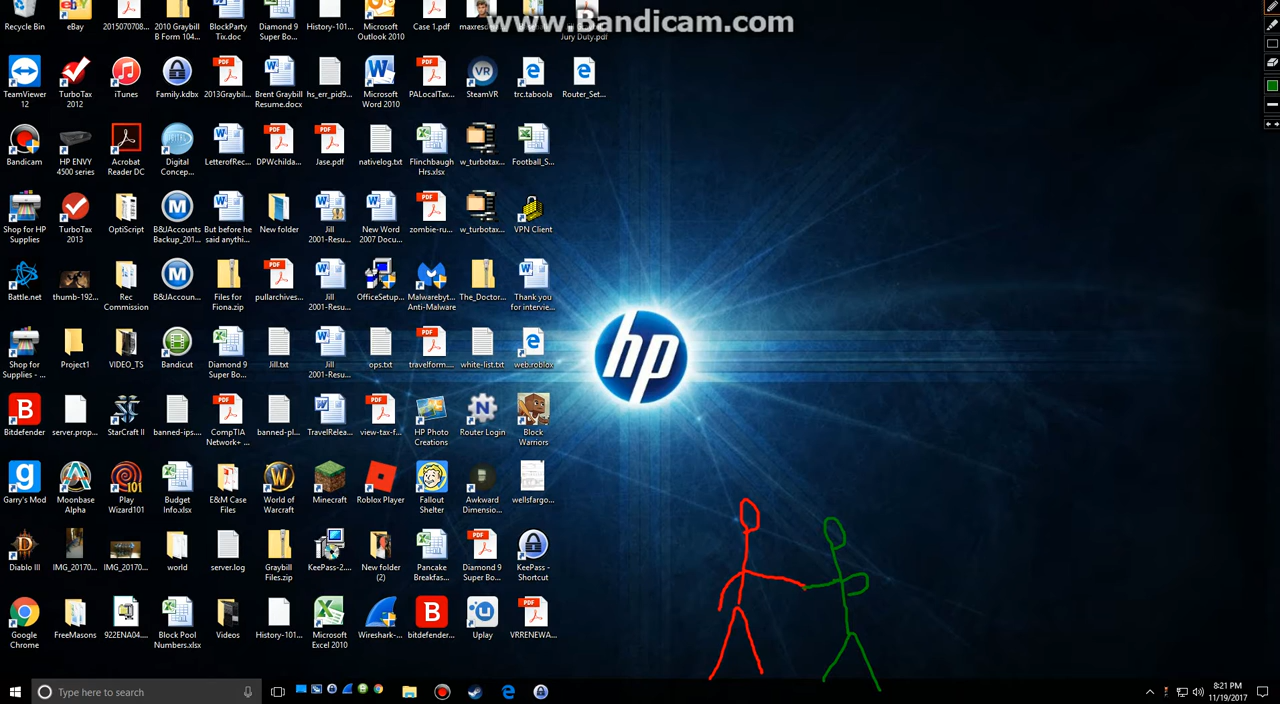 www.Bandicam.com
Recycle Bin
eBay
2015070708...
2010 Graybill
B Form 104...
BlockParty
Tix.doc
Diamond 9
Super Bo...
History-101...
Microsoft
Outlook 2010
Case 1.pdf
maxresd...
Jury Duty.pdf
TeamViewer
12
TurboTax
2012
iTunes
Family.kdbx
2013Graybil...
Brent Graybill
Resume.docx
hs_err_pid9...
Microsoft
Word 2010
PALocalTax...
SteamVR
trc.taboola
Router_Set...
Bandicam
HP ENVY
4500 series
Acrobat
Reader DC
Digital
Concep...
LetterofRec...
DPWchilda...
Jase.pdf
nativelog.txt
Flinchbaugh
Hrs.xlsx
w_turbotax...
Football_S...
Shop for HP
Supplies
TurboTax
2013
OptiScript
B&JAccounts
Backup_201...
But before he
said anythi...
New folder
Jill
2001-Resu...
New Word
2007 Docu...
zombie-ru...
w_turbotax...
VPN Client
Battle.net
thumb-192...
Rec
Commission
B&JAccoun...
Files for
Fiona.zip
pullarchives...
Jill
2001-Resu...
OfficeSetup...
Malwarebyt...
Anti-Malware
The_Doctor...
Thank you
for intervie...
Shop for
Supplies - ...
Project1
VIDEO_TS
Bandicut
Diamond 9
Super Bo...
Jill.txt
Jill
2001-Resu...
ops.txt
travelform....
white-list.txt
web.roblox
hp
Bitdefender
server.prop...
StarCraft II
banned-ips....
CompTIA
Network+ ...
banned-pl...
TravelRelea...
view-tax-f...
HP Photo
Creations
Router Login
Block
Warriors
Garry's Mod
Moonbase
Alpha
Play
Wizard101
Budget
Info.xlsx
E&M Case
Files
World of
Warcraft
Minecraft
Roblox Player
Fallout
Shelter
Awkward
Dimensio...
wellsfargo...
Diablo III
IMG_20170...
IMG_20170...
world
server.log
Graybill
Files.zip
KeePass-2....
New folder
(2)
Pancake
Breakfas...
Diamond 9
Super Bo...
KeePass -
Shortcut
Google
Chrome
FreeMasons
922ENA04....
Block Pool
Numbers.xlsx
Videos
History-101...
Microsoft
Excel 2010
Wireshark-...
bitdefender...
Uplay
VRRENEWA...
Type here to search
8:21 PM
11/19/2017